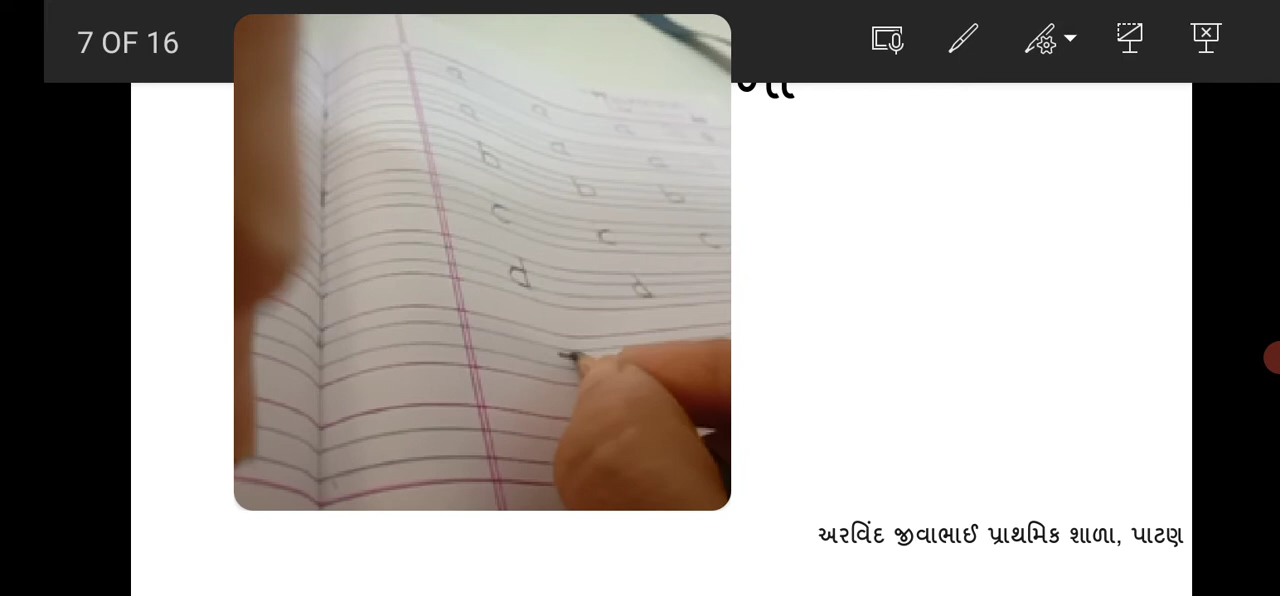 7 OF 16
a
a a
a a a
b b b
c c c
d d
અરવિંદ જીવાભાઈ પ્રાથમિક શાળા, પાટણ